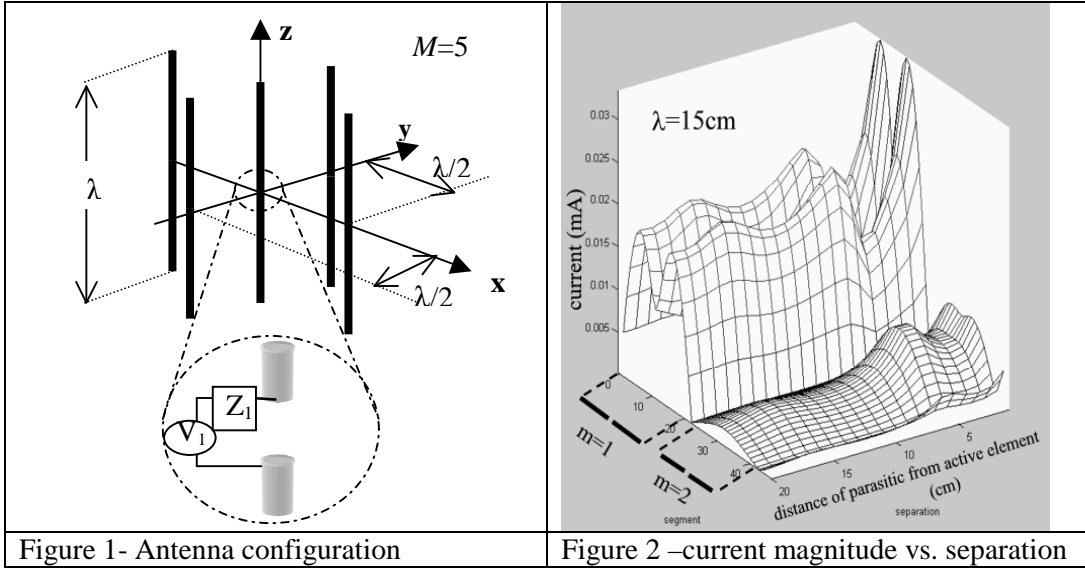 z
M=5
y
λ
λ/2
x
λ/2
Z1
V1
Figure 1- Antenna configuration
λ=15cm
0.03
0.025
0.02
0.015
0.01
0.005
current (mA)
0
10
20
30
40
m=1
m=2
segment
20
15
10
5
distance of parasitic from active element
(cm)
separation
Figure 2 –current magnitude vs. separation